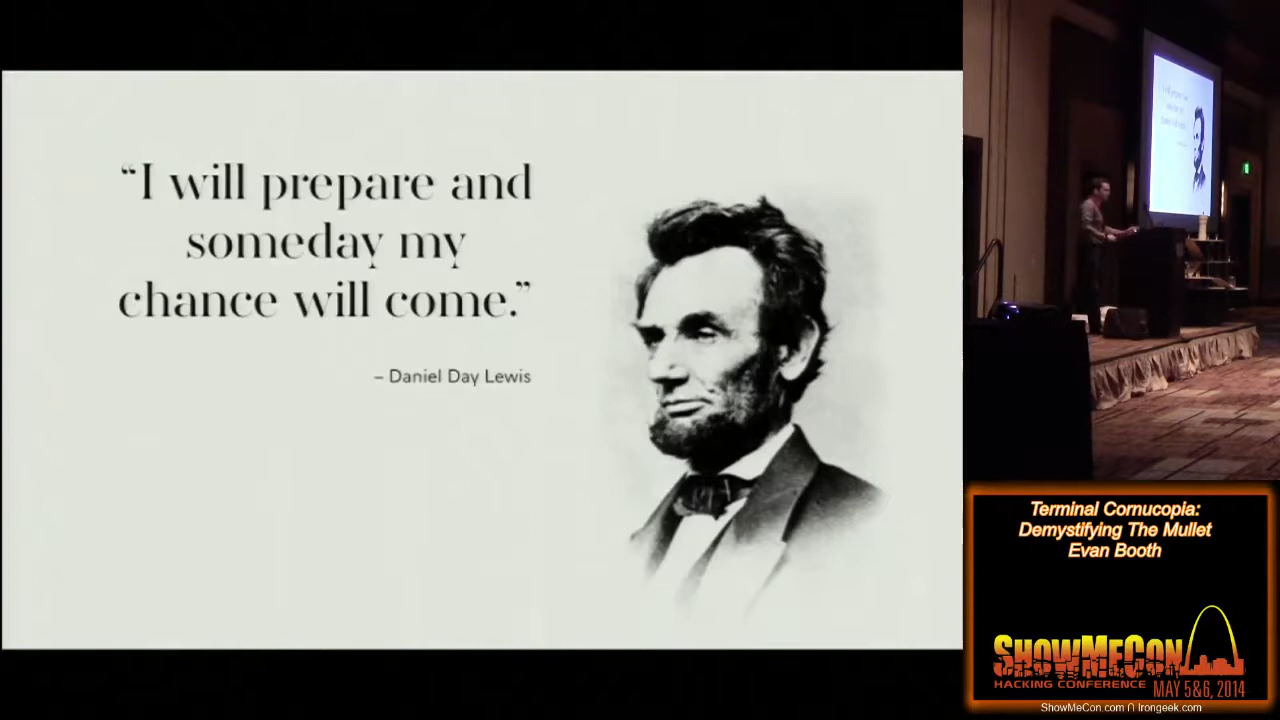 “I will prepare and
someday my
chance will come.”
– Daniel Day Lewis
Terminal Cornucopia:
Demystifying The Mullet
Evan Booth
SHOWMECON
HACKING CONFERENCE
MAY 5&6, 2014
ShowMeCon.com ∩ Irongeek.com